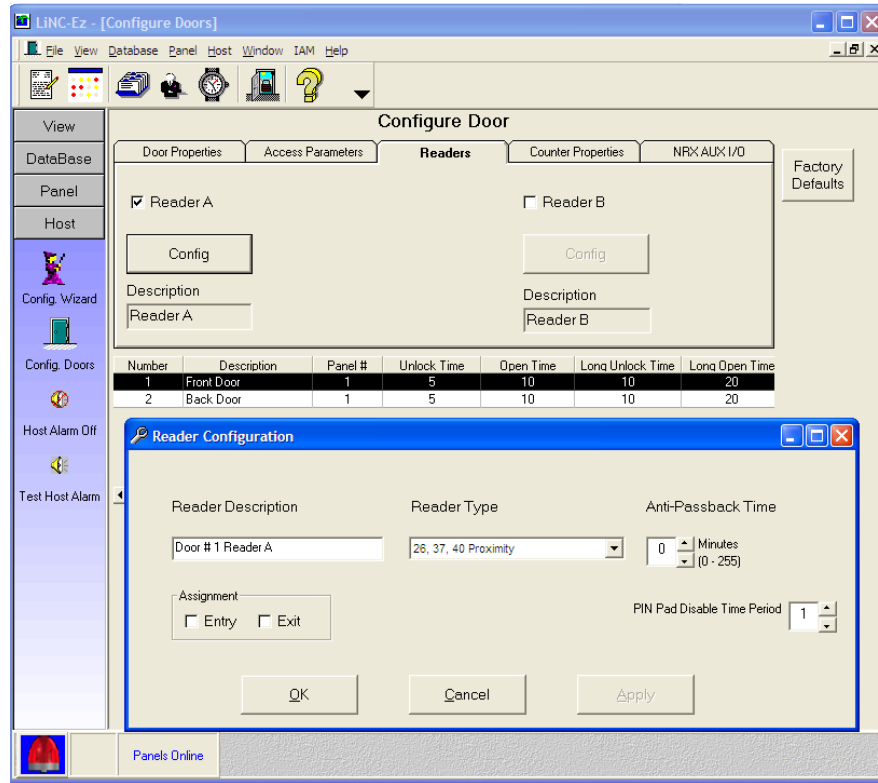 LiNC-Ez - [Configure Doors]
File View Database Panel Host Window IAM Help
Configure Door
View
DataBase
Panel
Host
Config. Wizard
Config. Doors
Host Alarm Off
Test Host Alarm
Door Properties Access Parameters Readers Counter Properties NRX AUX I/O
Factory
Defaults
Reader A Reader B
Config Config
Description Description
Reader A Reader B
Number Description Panel # Unlock Time Open Time Long Unlock Time Long Open Time
1 Front Door 1 5 10 10 20
2 Back Door 1 5 10 10 20
Reader Configuration
Reader Description Reader Type Anti-Passback Time
Door # 1 Reader A 26, 37, 40 Proximity 0 Minutes
(0 - 255)
Assignment
Entry Exit
PIN Pad Disable Time Period 1
OK Cancel Apply
Panels Online